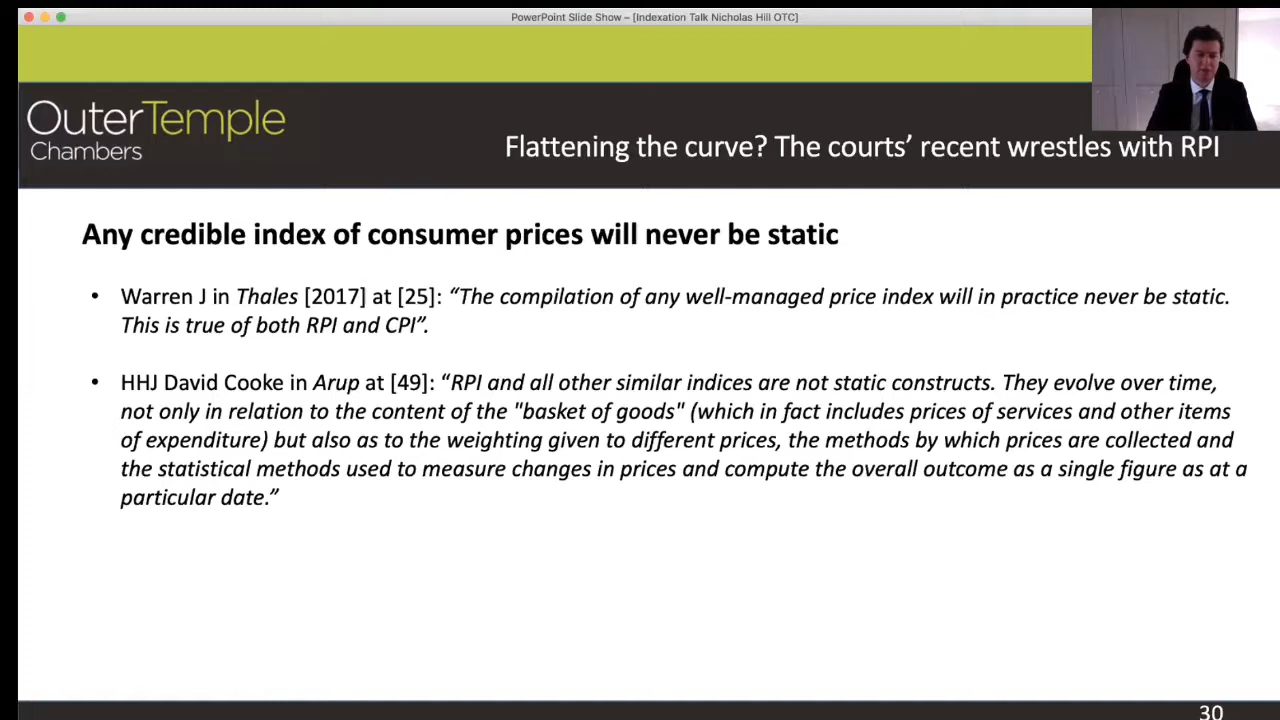 PowerPoint Slide Show – [Indexation Talk Nicholas Hill OTC]
OuterTemple
Chambers
Flattening the curve? The courts’ recent wrestles with RPI
Any credible index of consumer prices will never be static
• Warren J in Thales [2017] at [25]: “The compilation of any well-managed price index will in practice never be static.
This is true of both RPI and CPI”.
• HHJ David Cooke in Arup at [49]: “RPI and all other similar indices are not static constructs. They evolve over time,
not only in relation to the content of the "basket of goods" (which in fact includes prices of services and other items
of expenditure) but also as to the weighting given to different prices, the methods by which prices are collected and
the statistical methods used to measure changes in prices and compute the overall outcome as a single figure as at a
particular date.”
30